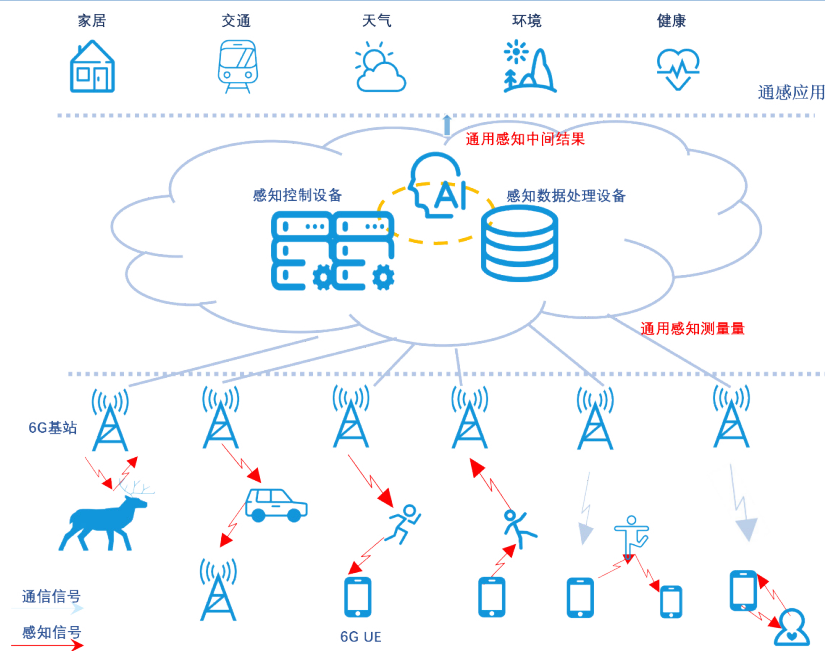 家居
交通
天气
环境
健康
通感应用
通用感知中间结果
感知控制设备
AI
感知数据处理设备
通用感知测量量
6G基站
通信信号
感知信号
6G UE